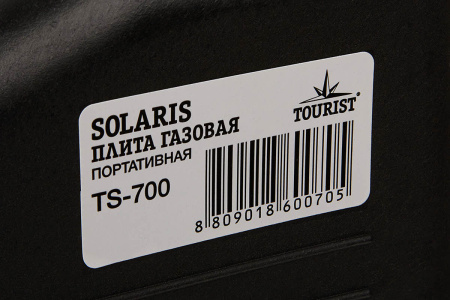 SOLARIS
ПЛИТА ГАЗОВАЯ
ПОРТАТИВНАЯ
TS-700
TOURIST®
8 809018 600705